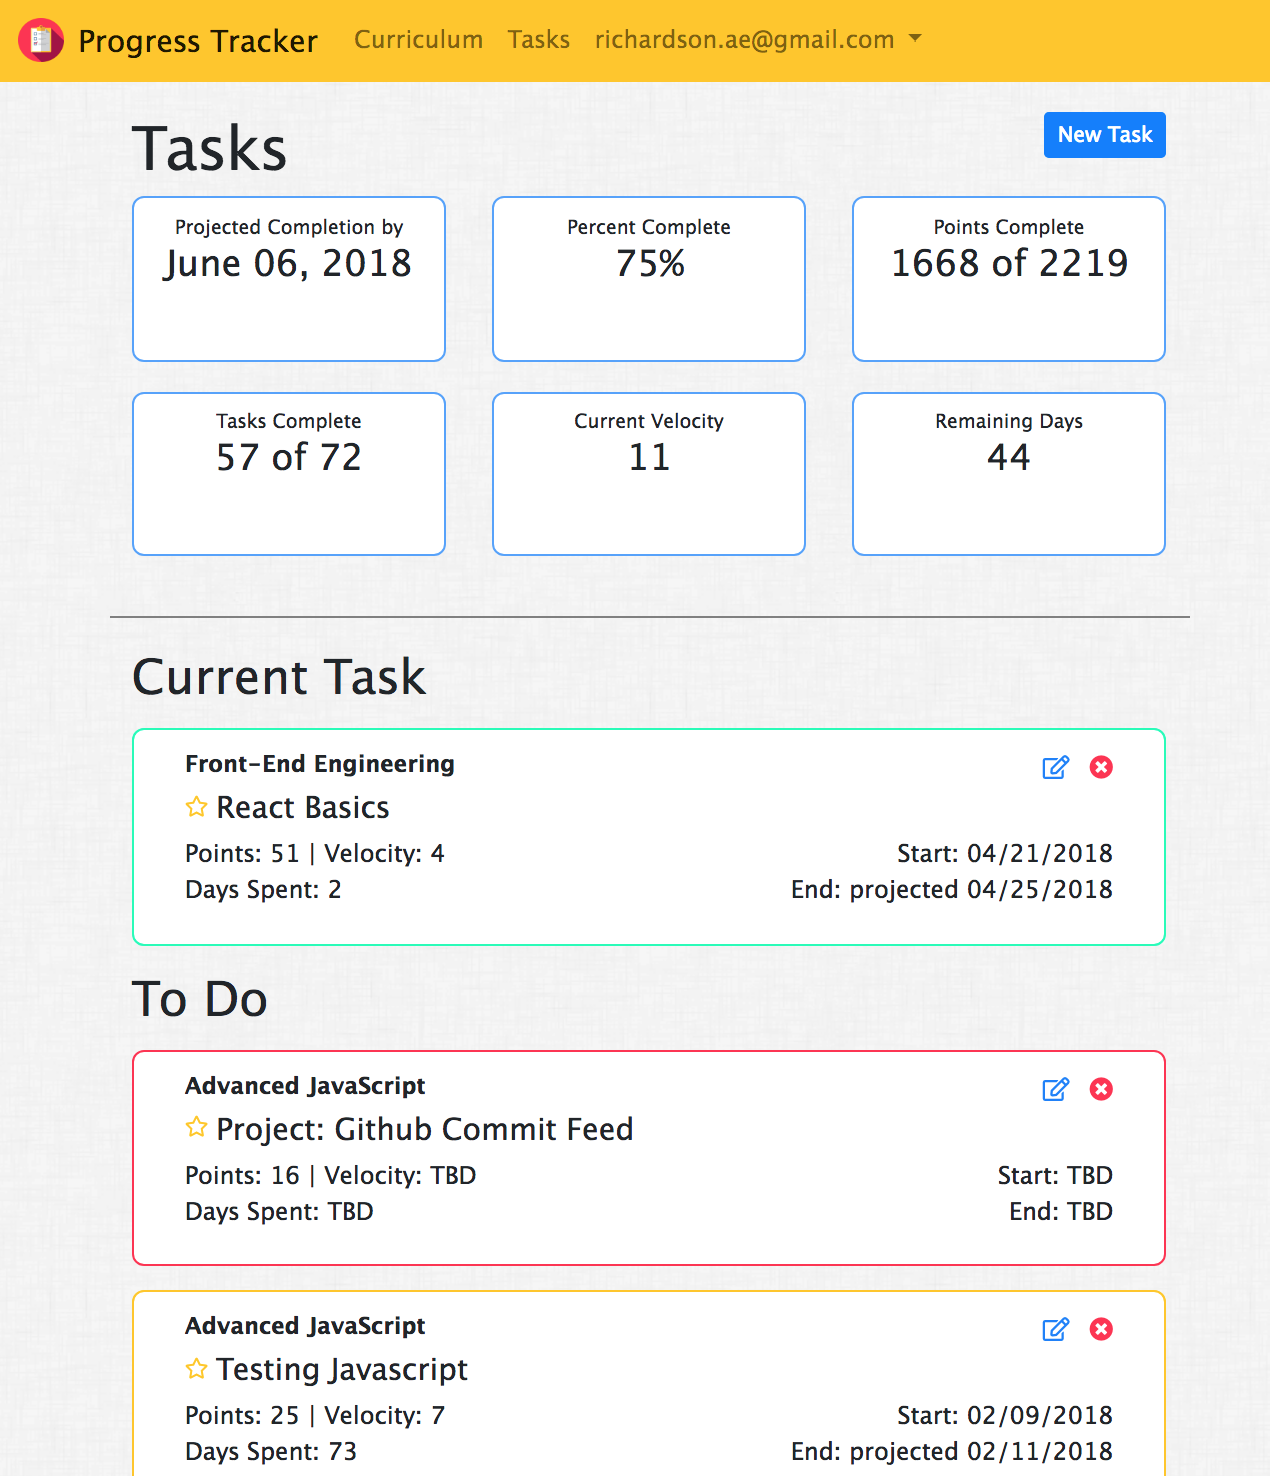 Progress Tracker Curriculum Tasks richardson.ae@gmail.com
Tasks
New Task
Projected Completion by
June 06, 2018
Percent Complete
75%
Points Complete
1668 of 2219
Tasks Complete
57 of 72
Current Velocity
11
Remaining Days
44
Current Task
Front-End Engineering
React Basics
Points: 51 | Velocity: 4
Start: 04/21/2018
Days Spent: 2
End: projected 04/25/2018
To Do
Advanced JavaScript
Project: Github Commit Feed
Points: 16 | Velocity: TBD
Start: TBD
Days Spent: TBD
End: TBD
Advanced JavaScript
Testing Javascript
Points: 25 | Velocity: 7
Start: 02/09/2018
Days Spent: 73
End: projected 02/11/2018